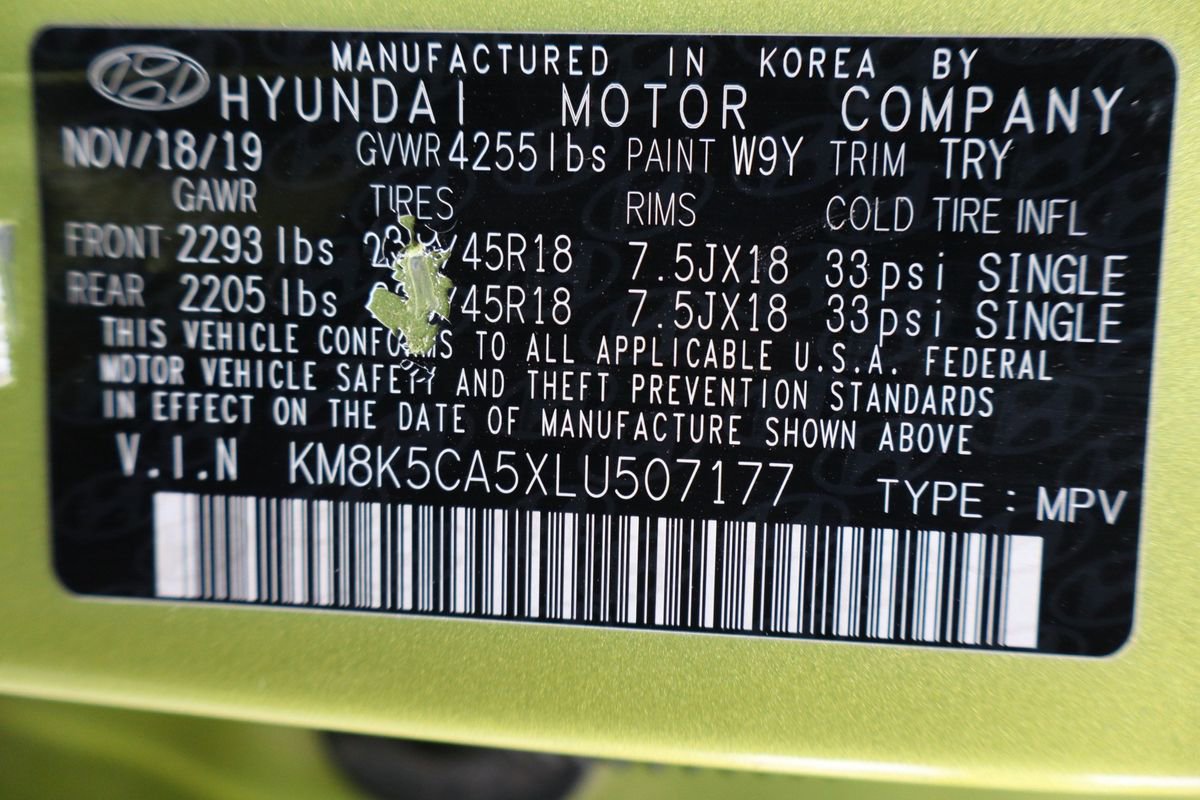 MANUFACTURED IN KOREA BY
HYUNDAI MOTOR COMPANY
NOV/18/19 GVWR 4255lbs PAINT W9Y TRIM TRY
GAWR TIRES RIMS COLD TIRE INFL
FRONT 2293 lbs /45R18 7.5JX18 33psi SINGLE
REAR 2205 lbs /45R18 7.5JX18 33psi SINGLE
THIS VEHICLE CONFORMS TO ALL APPLICABLE U.S.A. FEDERAL
MOTOR VEHICLE SAFETY AND THEFT PREVENTION STANDARDS
IN EFFECT ON THE DATE OF MANUFACTURE SHOWN ABOVE
V.I.N KM8K5CA5XLU507177 TYPE : MPV